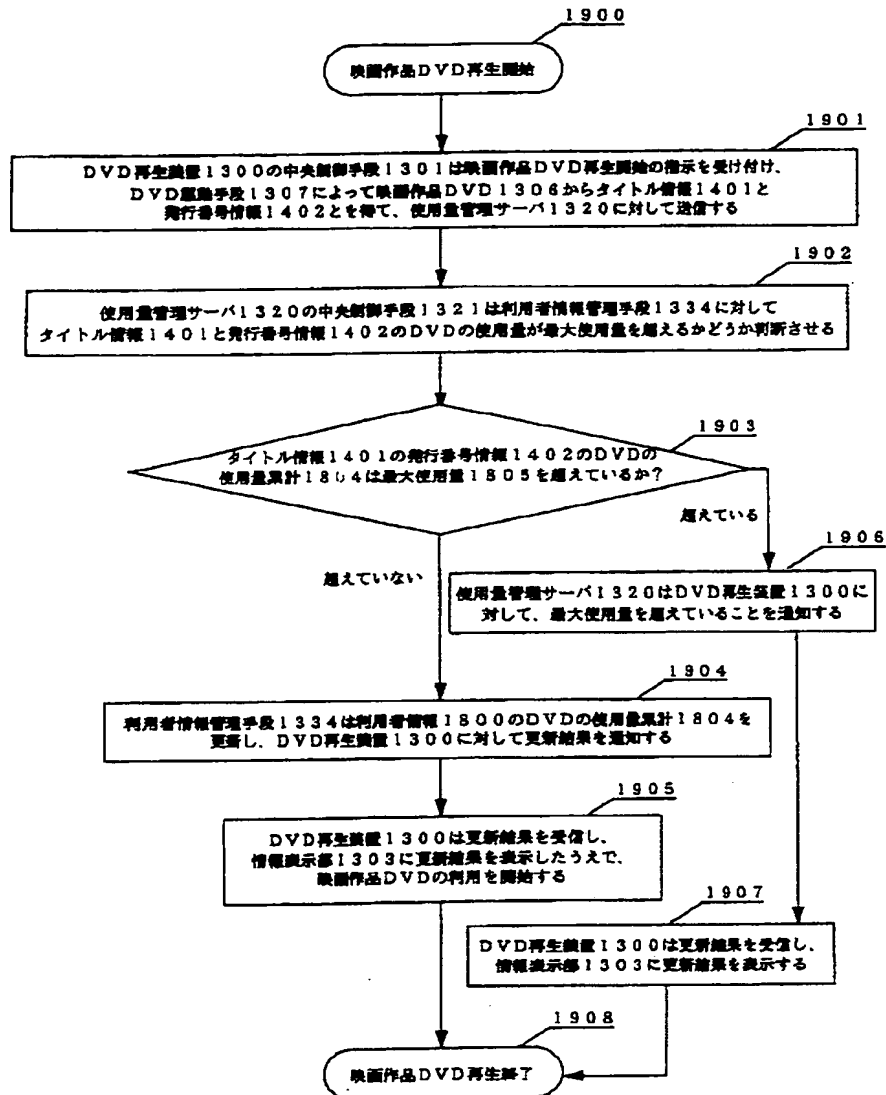 1900
映画作品DVD再生開始
1901
DVD再生装置1300の中央制御手段1301は映画作品DVD再生開始の指示を受け付け、
DVD駆動手段1307によって映画作品DVD1306からタイトル情報1401と
発行番号情報1402とを得て、使用量管理サーバ1320に対して送信する
1902
使用量管理サーバ1320の中央制御手段1321は利用者情報管理手段1334に対して
タイトル情報1401と発行番号情報1402のDVDの使用量が最大使用量を超えるかどうか判断させる
1903
タイトル情報1401の発行番号情報1402のDVDの
使用量累計1804は最大使用量1805を超えているか?
超えている
超えていない
1906
使用量管理サーバ1320はDVD再生装置1300に
対して、最大使用量を超えていることを通知する
1904
利用者情報管理手段1334は利用者情報1800のDVDの使用量累計1804を
更新し、DVD再生装置1300に対して更新結果を通知する
1905
DVD再生装置1300は更新結果を受信し、
情報表示部1303に更新結果を表示したうえで、
映画作品DVDの利用を開始する
1907
DVD再生装置1300は更新結果を受信し、
情報表示部1303に更新結果を表示する
1908
映画作品DVD再生終了